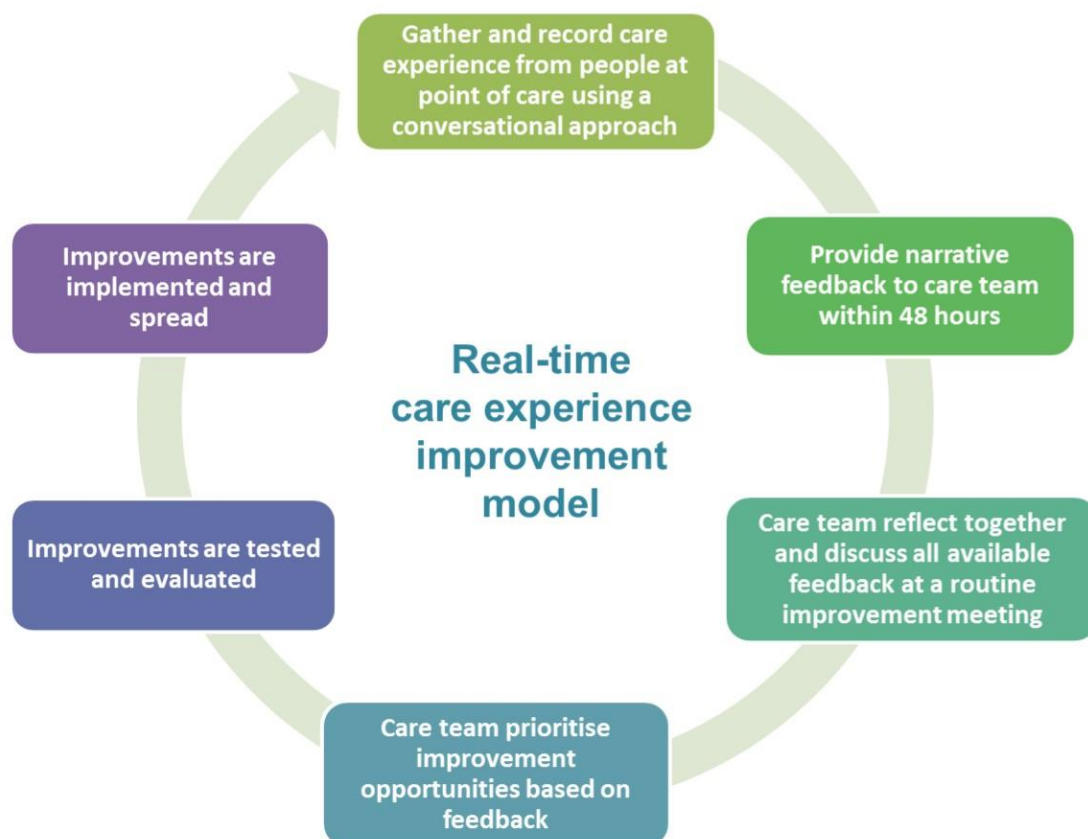 Gather and record care
experience from people at
point of care using a
conversational approach
Provide narrative
feedback to care team
within 48 hours
Care team reflect together
and discuss all available
feedback at a routine
improvement meeting
Care team prioritise
improvement
opportunities based on
feedback
Improvements are tested
and evaluated
Improvements are
implemented and
spread
Real-time
care experience
improvement
model